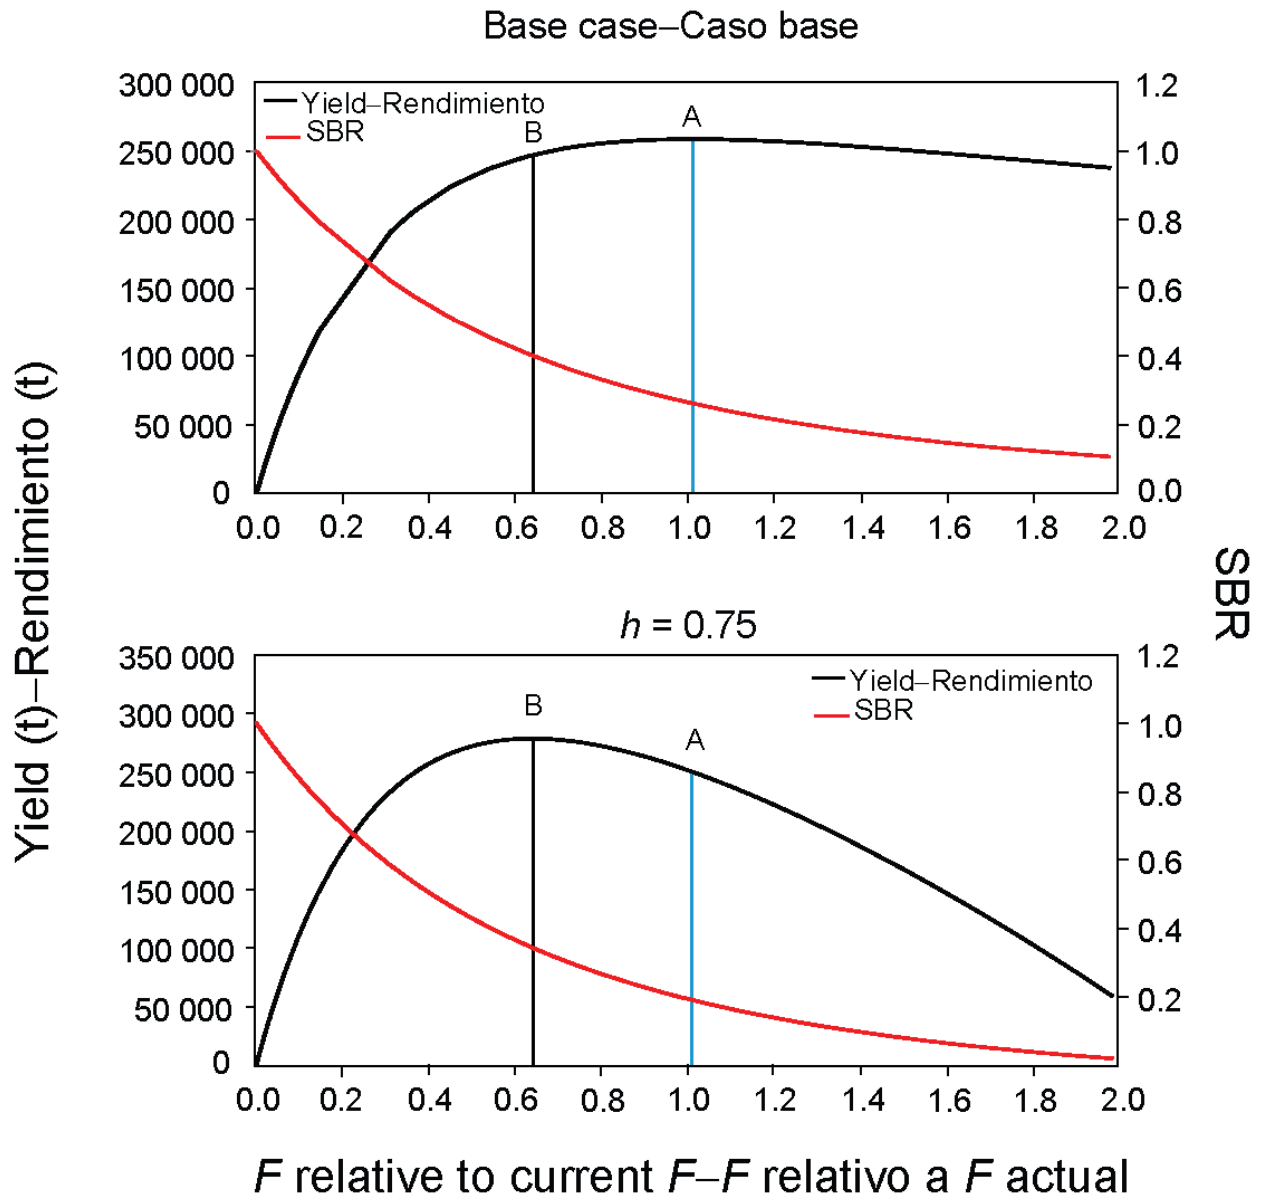 Base case–Caso base
300 000
250 000
200 000
150 000
100 000
50 000
0
Yield–Rendimiento
SBR
B
A
1.2
1.0
0.8
0.6
0.4
0.2
0.0
0.0 0.2 0.4 0.6 0.8 1.0 1.2 1.4 1.6 1.8 2.0
Yield (t)–Rendimiento (t)
SBR
h = 0.75
350 000
300 000
250 000
200 000
150 000
100 000
50 000
0
B
A
Yield–Rendimiento
SBR
1.2
1.0
0.8
0.6
0.4
0.2
0.0 0.2 0.4 0.6 0.8 1.0 1.2 1.4 1.6 1.8 2.0
F relative to current F–F relativo a F actual